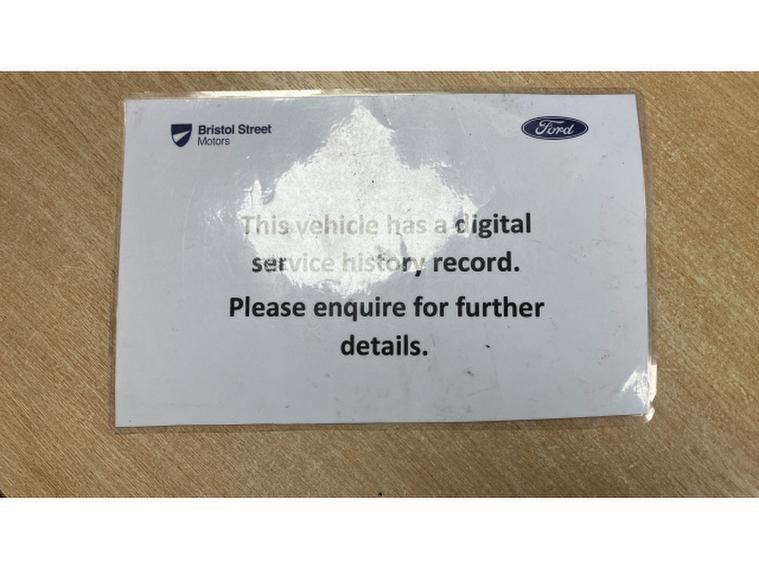 Bristol Street
Motors
Ford
This vehicle has a digital
service history record.
Please enquire for further
details.